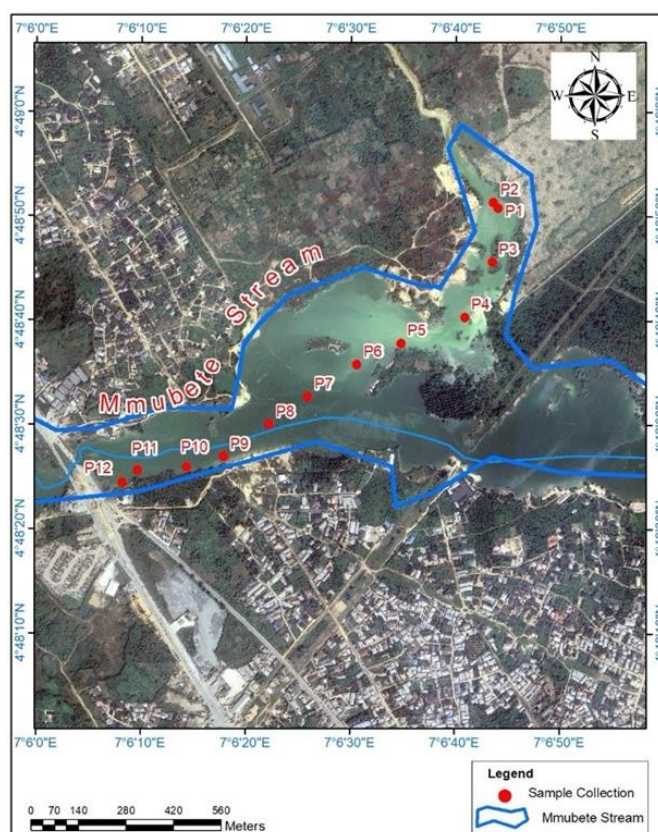 7°6'0"E 7°6'10"E 7°6'20"E 7°6'30"E 7°6'40"E 7°6'50"E
N
W E
S
4°49'0"N
4°48'50"N
4°48'40"N
4°48'30"N
4°48'20"N
4°48'10"N
P2
P1
P3
P4
P5
P6
P7
P8
P9
P10
P11
P12
Mmubete Stream
7°6'0"E 7°6'10"E 7°6'20"E 7°6'30"E 7°6'40"E 7°6'50"E
Legend
Sample Collection
Mmubete Stream
0 70 140 280 420 560
Meters